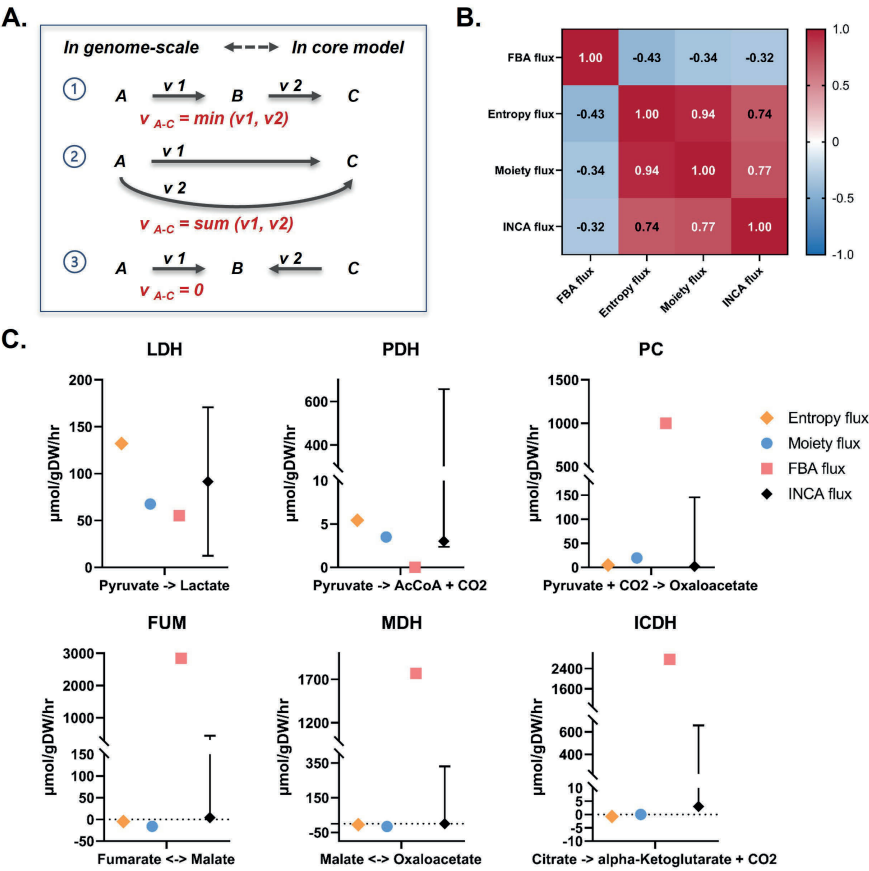 A.
In genome-scale In core model
1 A v 1 B v 2 C
v A-C = min (v1, v2)
2 A v 1 C
v 2
v A-C = sum (v1, v2)
3 A v 1 B v 2 C
v A-C = 0
B.
FBA flux 1.00 -0.43 -0.34 -0.32
Entropy flux -0.43 1.00 0.94 0.74
Moiety flux -0.34 0.94 1.00 0.77
INCA flux -0.32 0.74 0.77 1.00
FBA flux Entropy flux Moiety flux INCA flux
1.0
0.5
0
-0.5
-1.0
C.
LDH
µmol/gDW/hr
200
150
100
50
0
Pyruvate -> Lactate
PDH
µmol/gDW/hr
600
400
10
5
0
Pyruvate -> AcCoA + CO2
PC
µmol/gDW/hr
1500
1000
500
150
100
50
0
Pyruvate + CO2 -> Oxaloacetate
Entropy flux
Moiety flux
FBA flux
INCA flux
FUM
µmol/gDW/hr
3000
2000
1000
150
100
50
0
-50
Fumarate <-> Malate
MDH
µmol/gDW/hr
1700
1200
350
150
-50
Malate <-> Oxaloacetate
ICDH
µmol/gDW/hr
2400
1600
600
400
10
5
0
-5
-10
Citrate -> alpha-Ketoglutarate + CO2